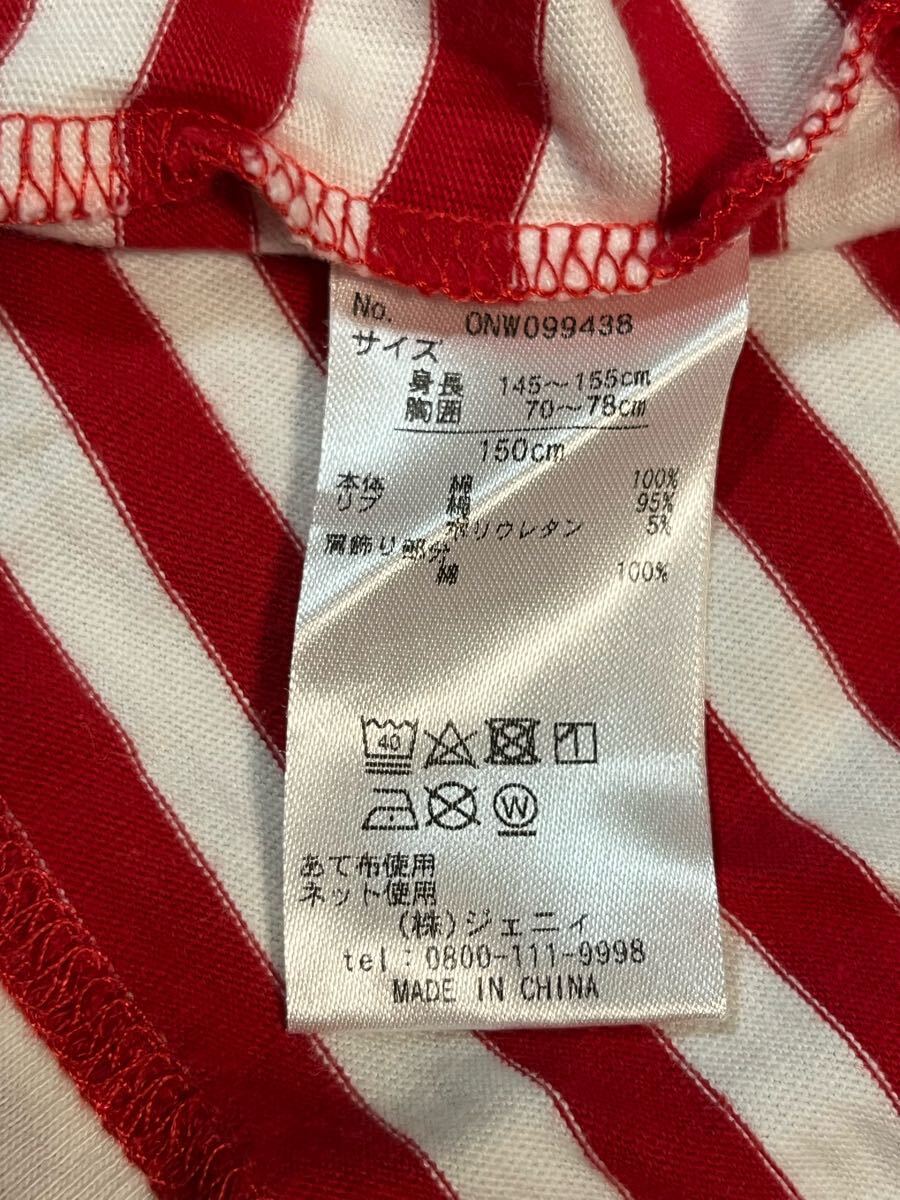 No. ONW099438
サイズ
身長 145～155cm
胸囲 70～78cm
150cm
本体 綿 100%
リブ 綿 95%
ポリウレタン 5%
肩飾り部分
綿 100%
40
W
あて布使用
ネット使用
(株)ジェニィ
tel:0800-111-9998
MADE IN CHINA